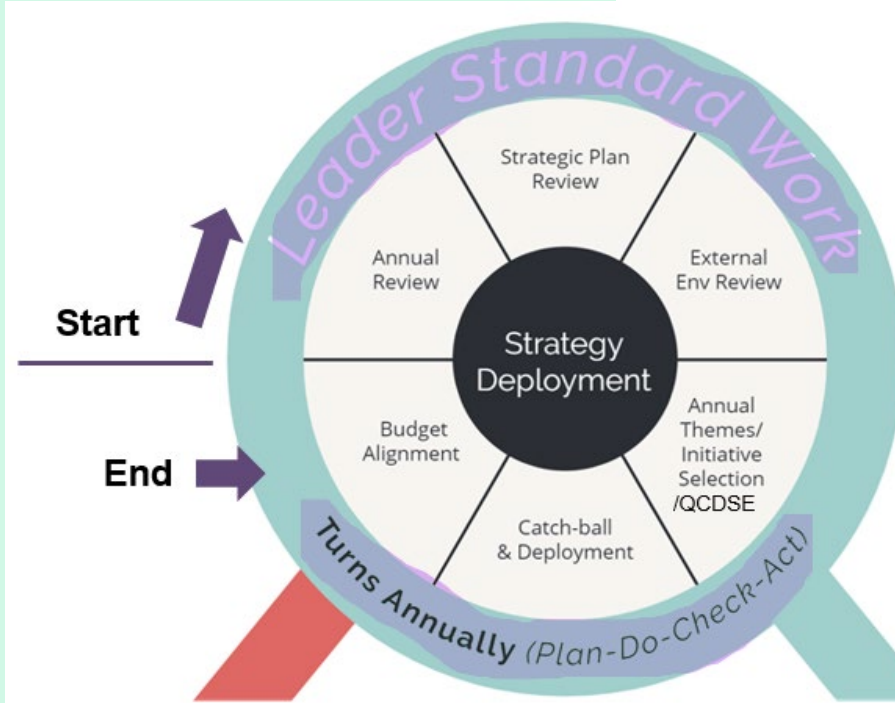 Leader Standard Work
Strategic Plan
Review
Annual
Review
External
Env Review
Start
Strategy
Deployment
End
Budget
Alignment
Annual
Themes/
Initiative
Selection
/QCDSE
Catch-ball
& Deployment
Turns Annually (Plan-Do-Check-Act)